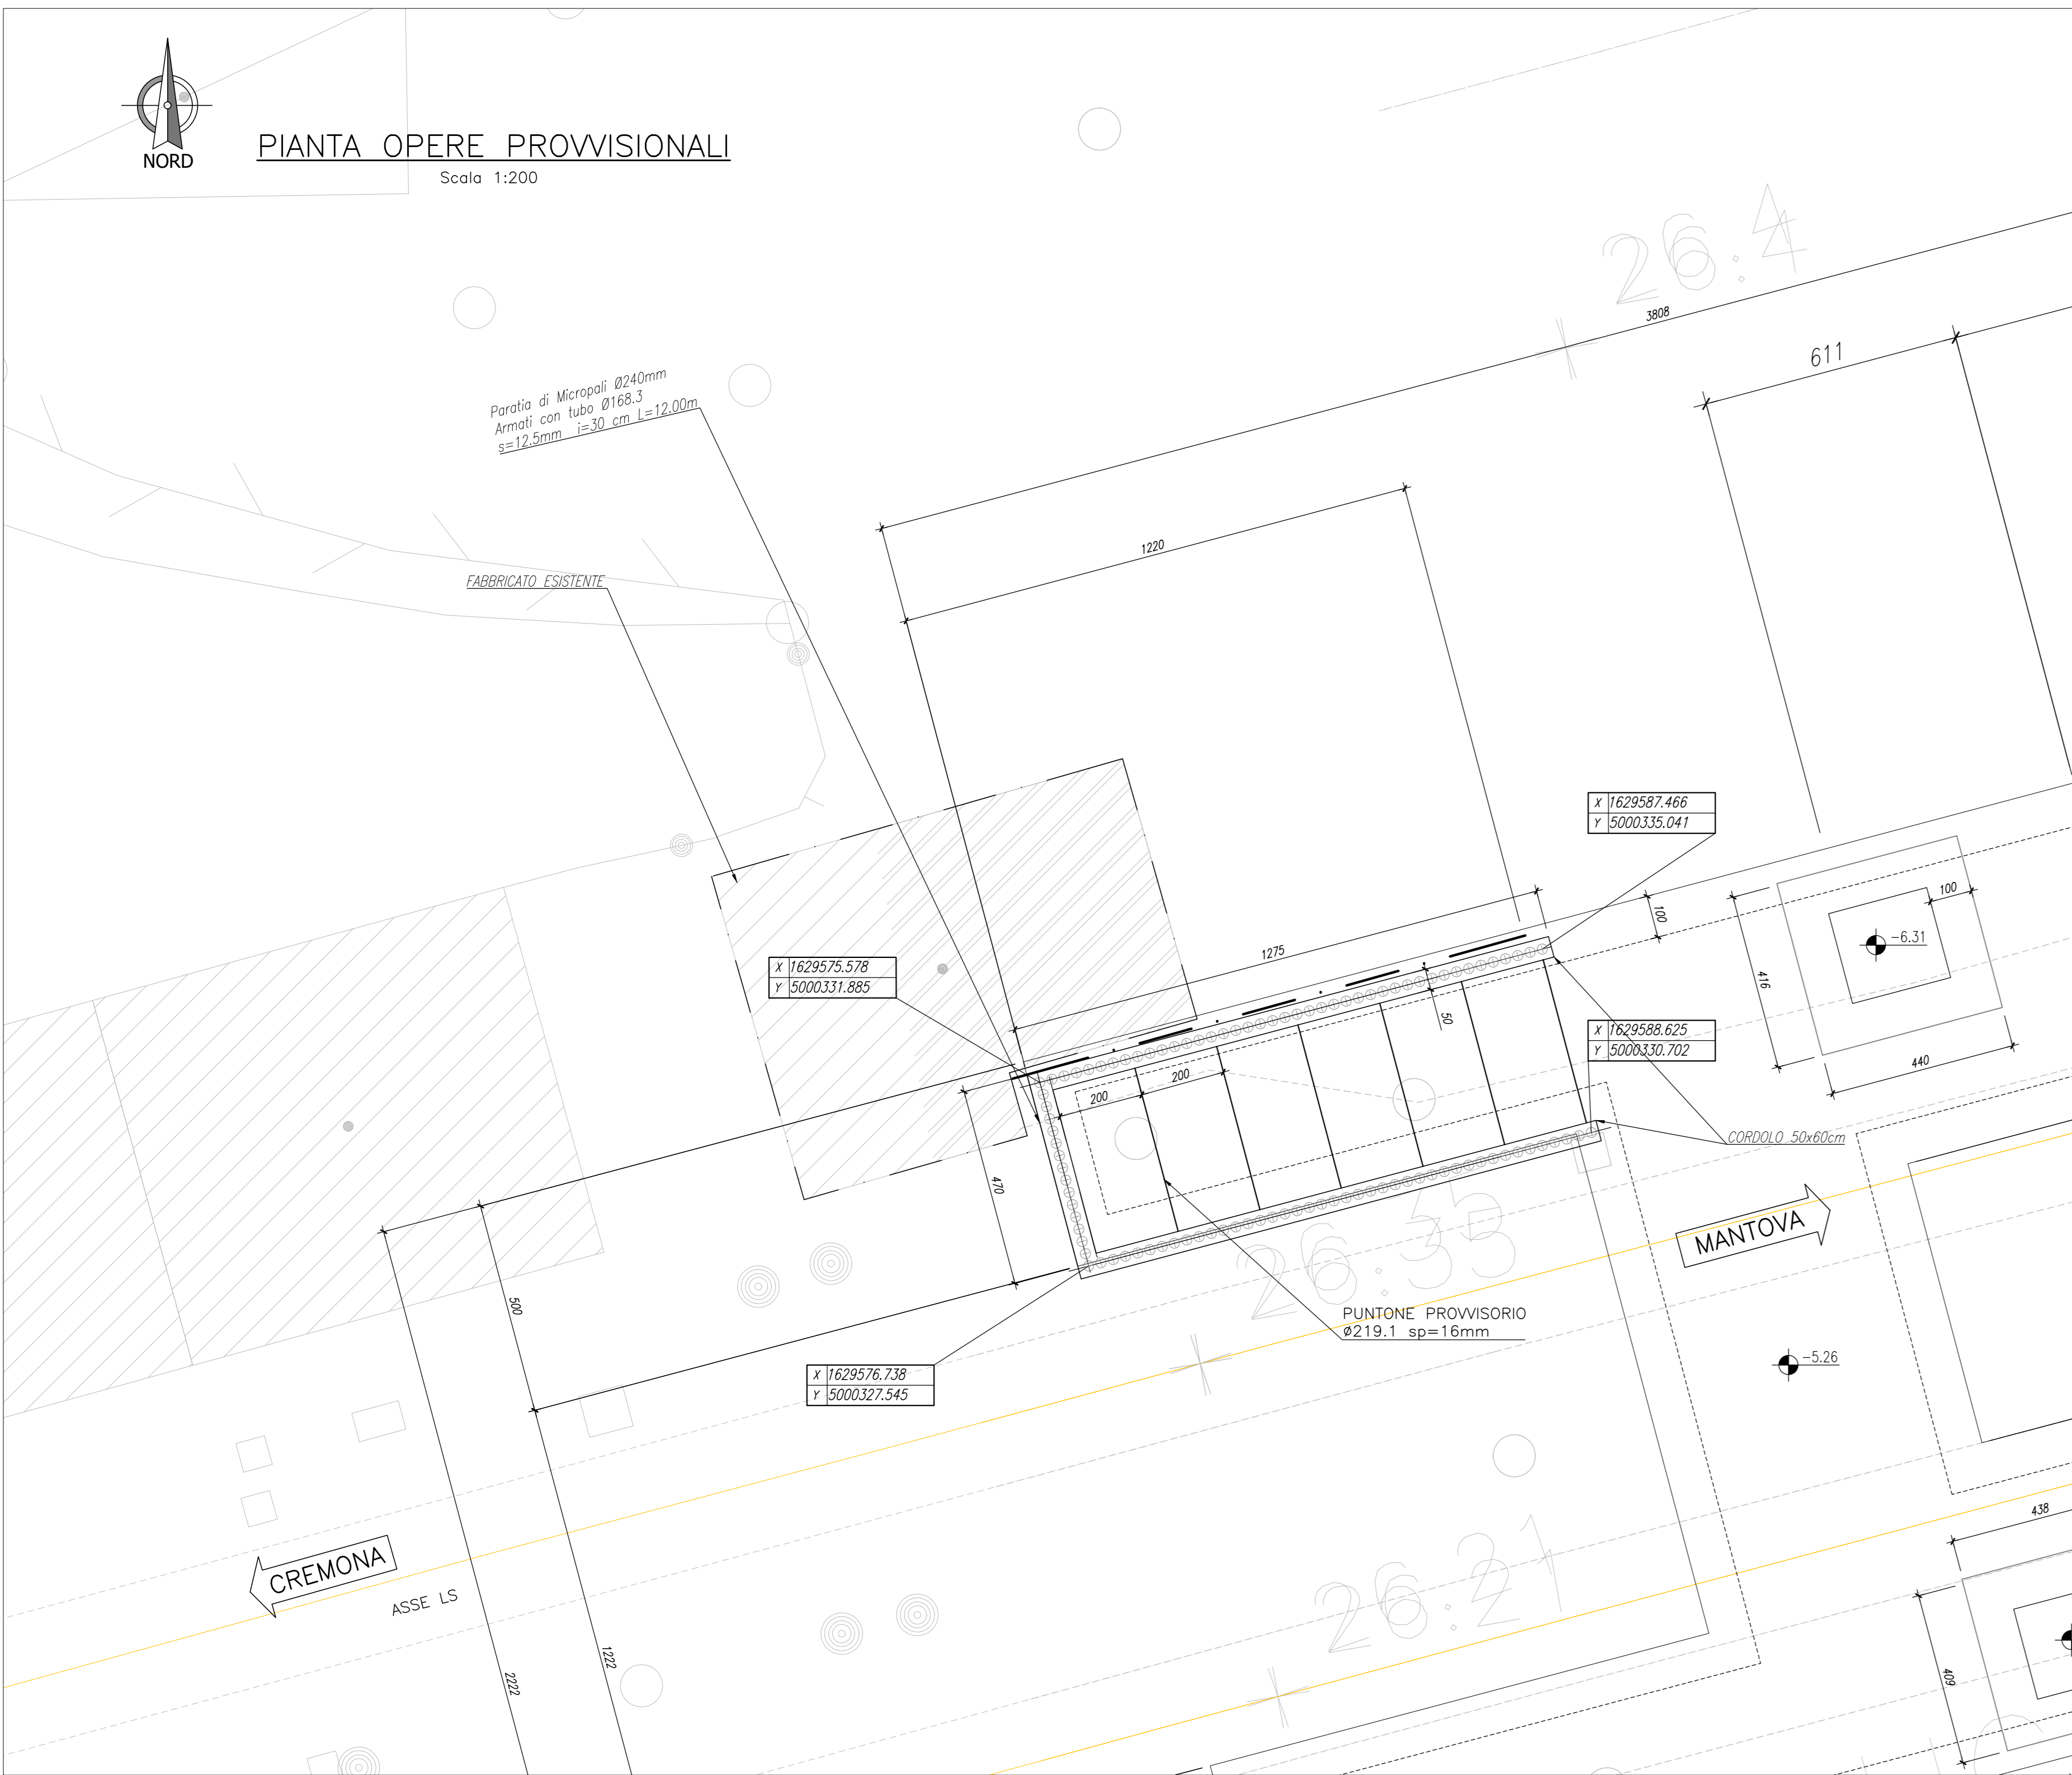 NORD
PIANTA OPERE PROVVISIONALI
Scala 1:200
26.4
3808
611
Paratia di Micropali Ø240mm
Armati con tubo Ø168.3
s=12.5mm i=30 cm L=12.00m
1220
FABBRICATO ESISTENTE
X 1629587.466
Y 5000335.041
100
100
-6.31
1275
X 1629575.578
Y 5000331.885
416
50
X 1629588.625
Y 5000330.702
440
200
200
CORDOLO 50x60cm
470
26.35
MANTOVA
500
PUNTONE PROVVISORIO
Ø219.1 sp=16mm
-5.26
X 1629576.738
Y 5000327.545
438
CREMONA
ASSE LS
26.21
1222
2222
409